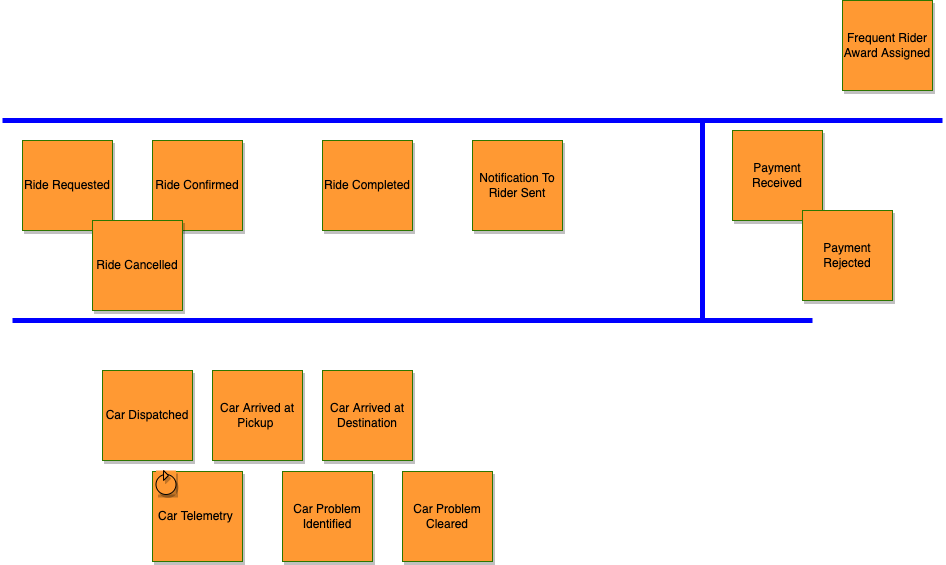 Frequent Rider
Award Assigned
Ride Requested
Ride Confirmed
Ride Completed
Notification To
Rider Sent
Payment
Received
Ride Cancelled
Payment
Rejected
Car Dispatched
Car Arrived at
Pickup
Car Arrived at
Destination
Car Telemetry
Car Problem
Identified
Car Problem
Cleared